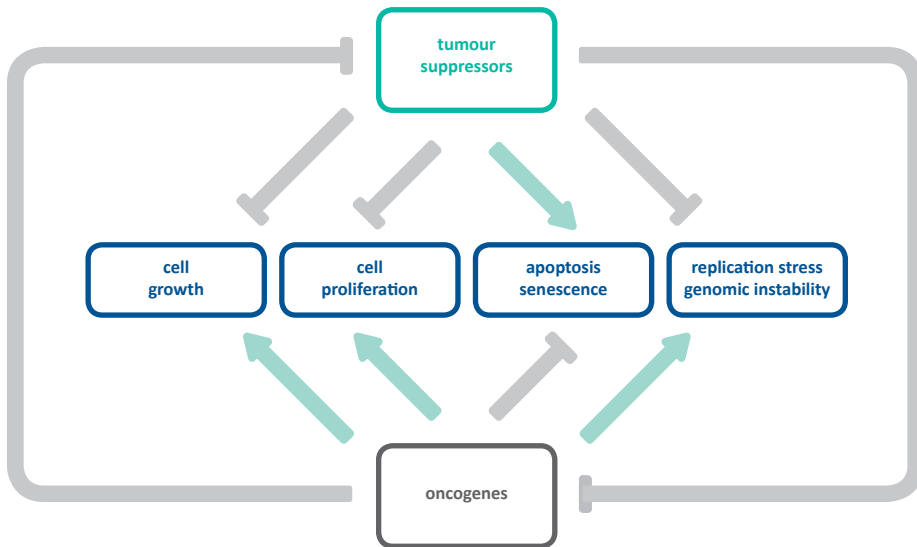 tumour
suppressors
cell
growth
cell
proliferation
apoptosis
senescence
replication stress
genomic instability
oncogenes